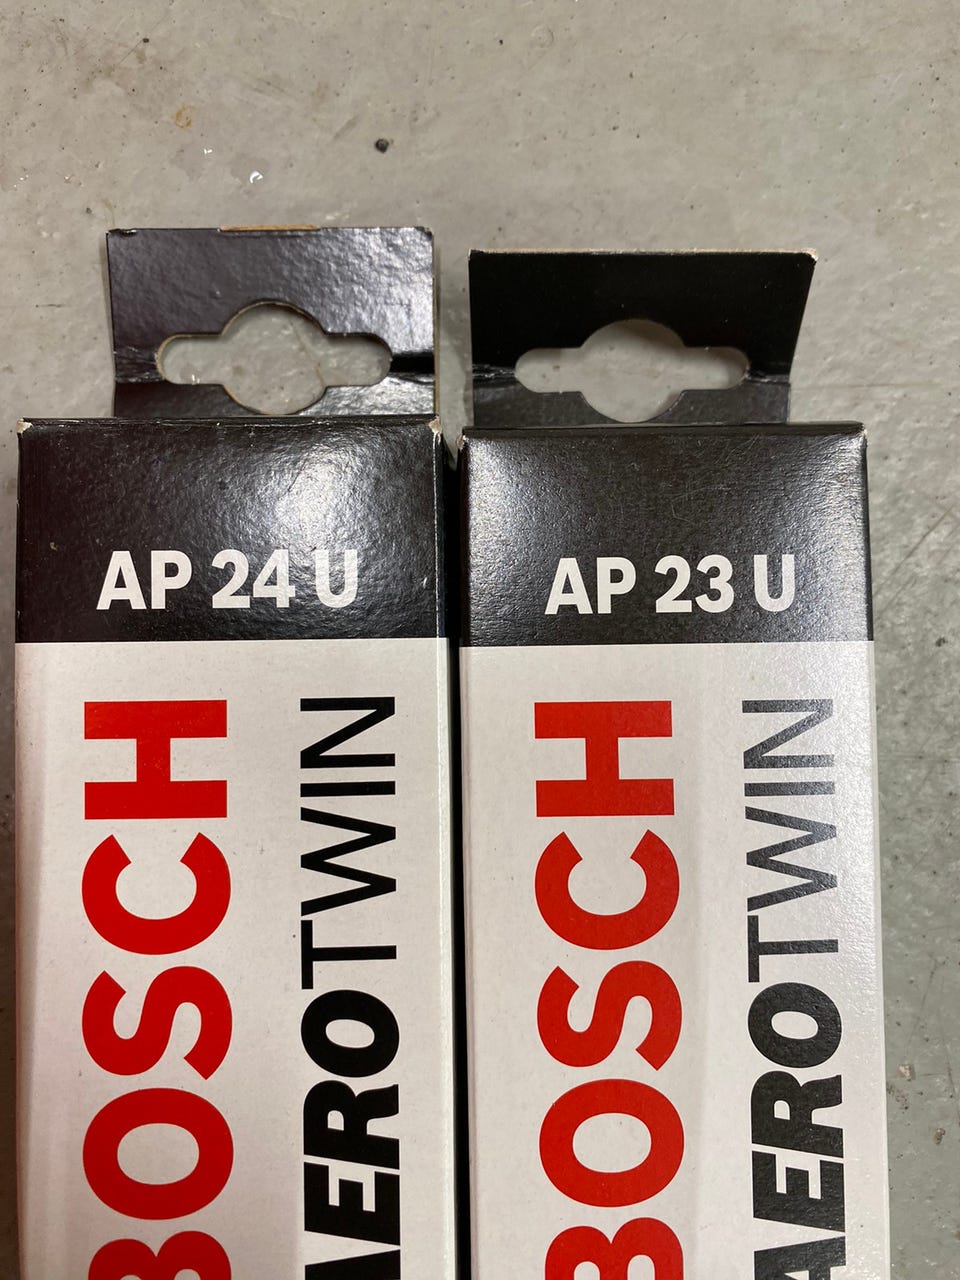 AP 24 U
BOSCH
AEROTWIN
AP 23 U
BOSCH
AEROTWIN